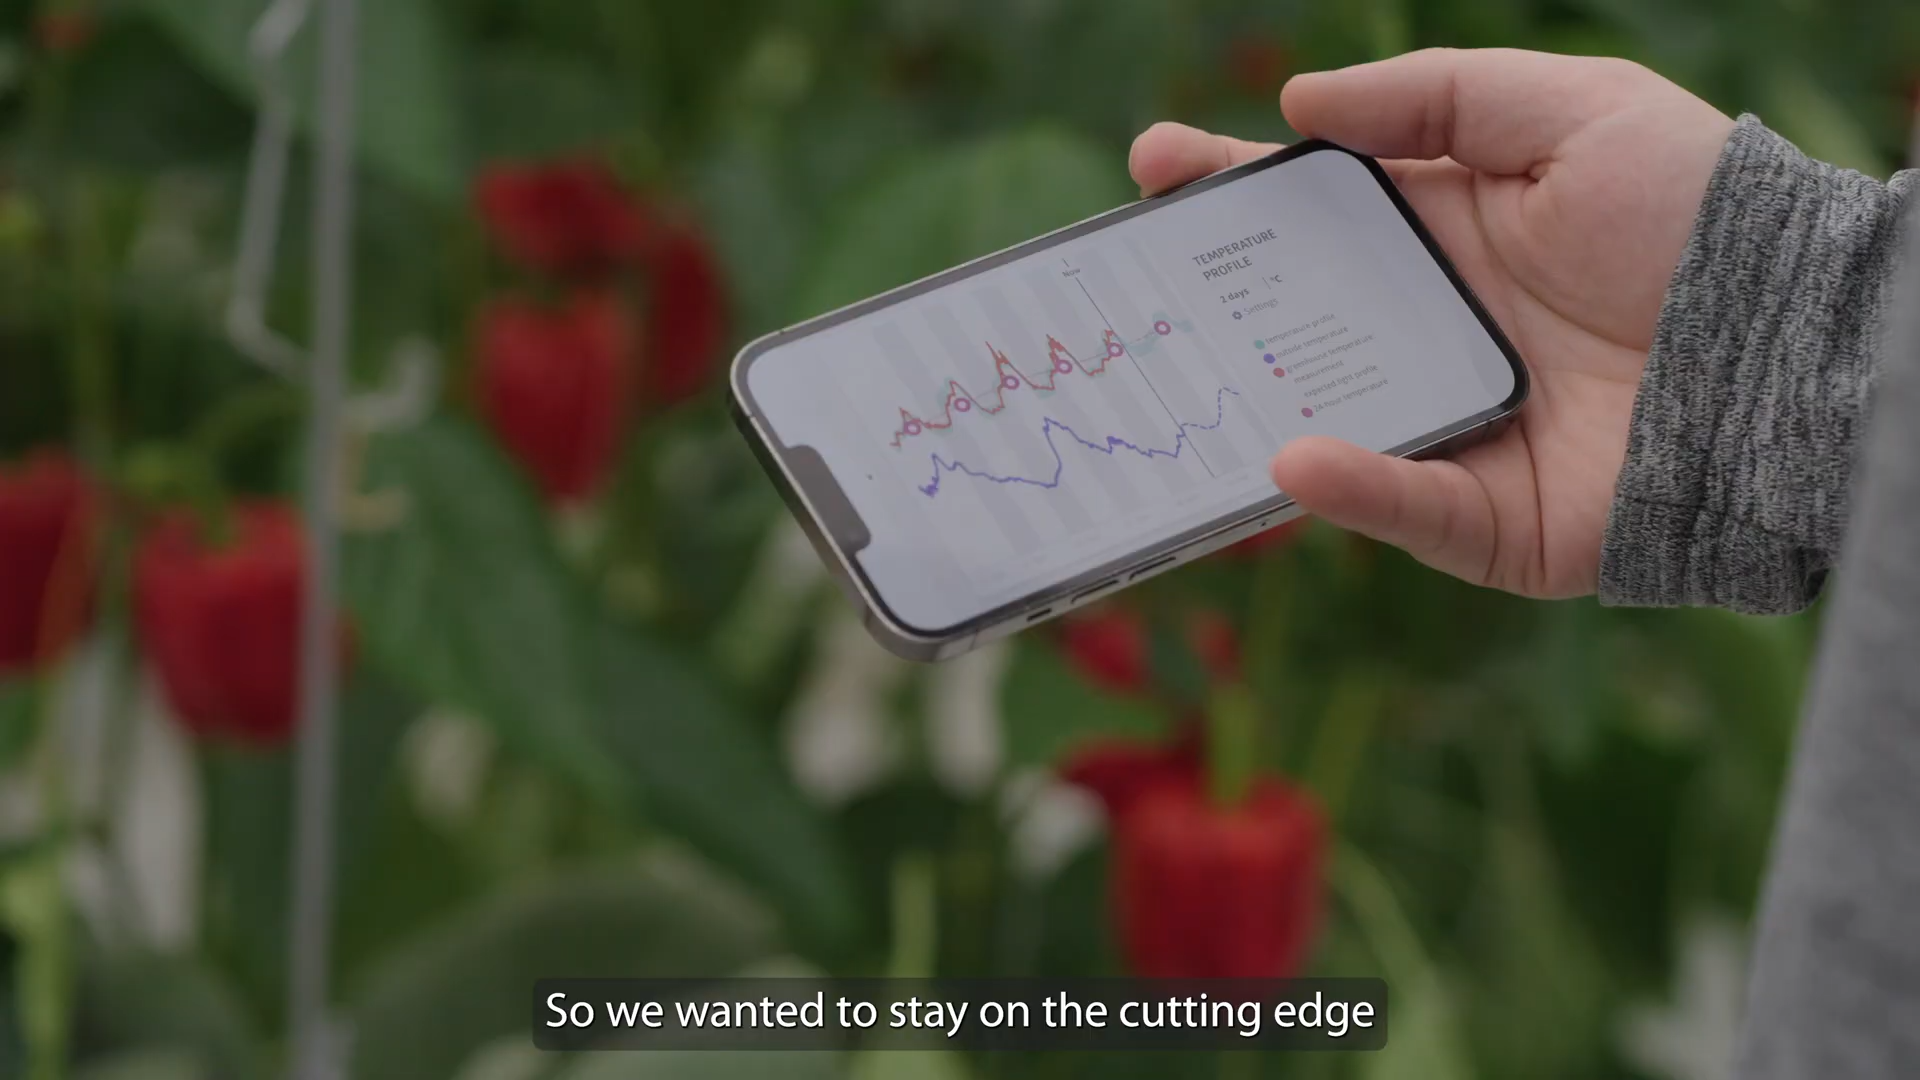 Now
TEMPERATURE
PROFILE
2 days | °C
Settings
temperature profile
outside temperature
greenhouse temperature
measurement
expected light profile
24 hour temperature
So we wanted to stay on the cutting edge